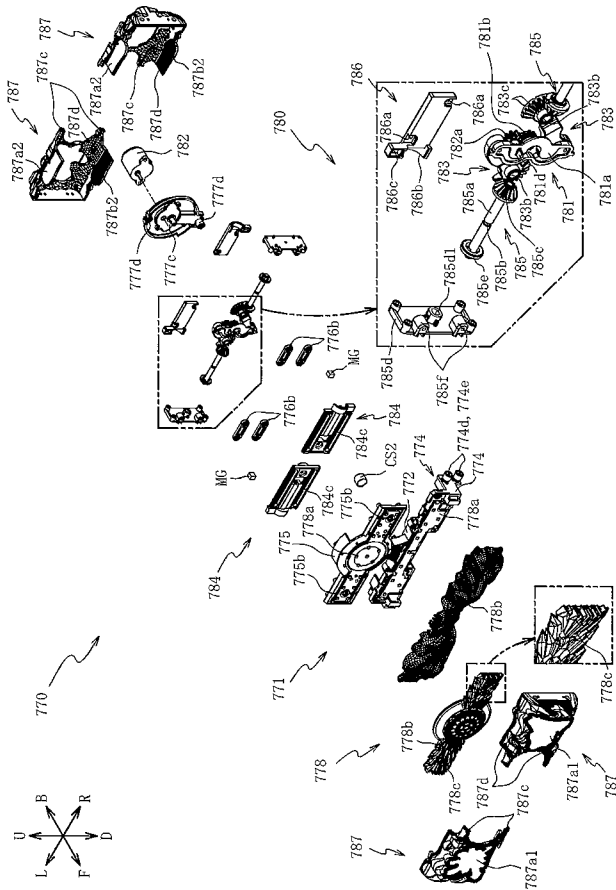 787
787a2
787c
787d
787
787a2
787b2
787c
787d
787b2
782
777d
777c
777d
780
786
786a
786c
786b
786a
781b
782a
783
785a
781d
783b
781
781a
783c
785
783b
783
785e
785b
785
785c
785d
785d1
785f
776b
776b
MG
MG
784
784c
784c
784
CS2
778a
775
775b
775b
772
774
774d, 774e
774
778a
770
771
778b
778
778b
778c
778c
787d
787c
787a1
787
787
787c
787a1
U
B
R
D
F
L